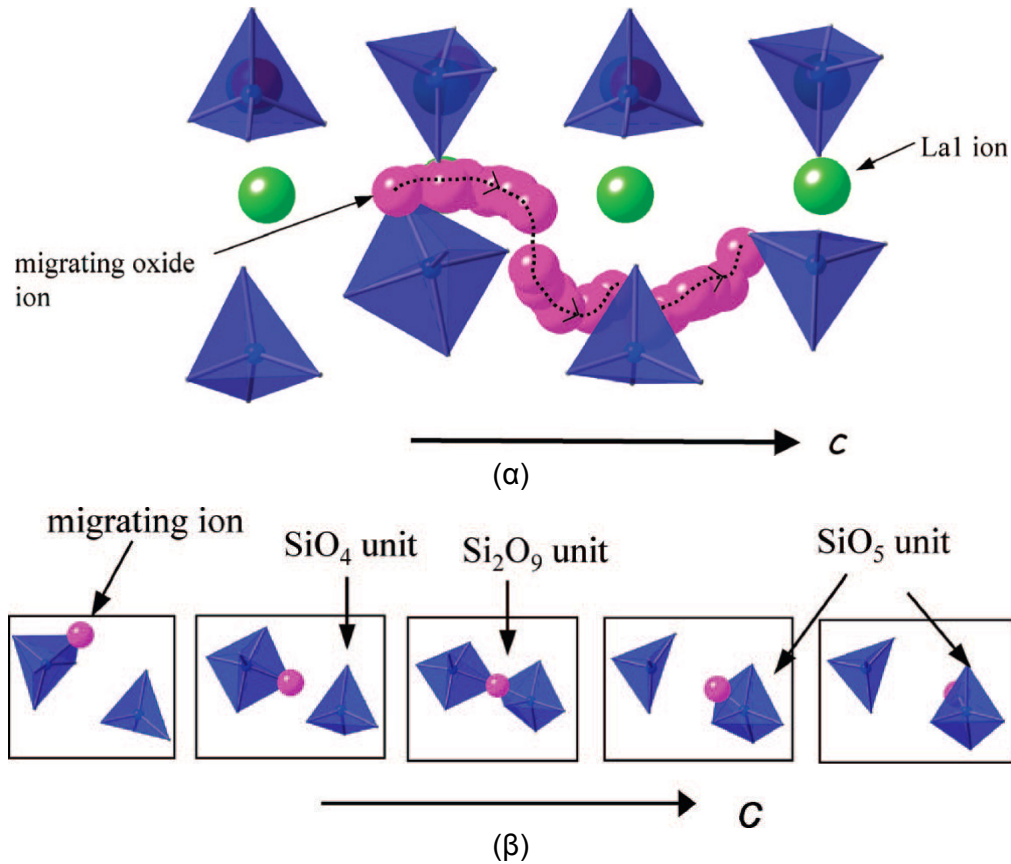 La1 ion
migrating oxide
ion
c
(α)
migrating ion
SiO₄ unit
Si₂O₉ unit
SiO₅ unit
c
(β)